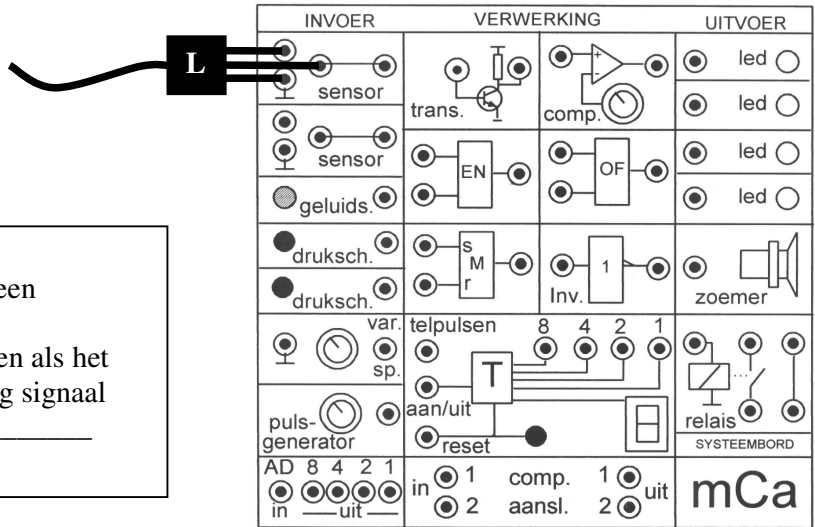 INVOER VERWERKING UITVOER
L
sensor trans. comp. led
led
sensor EN OF led
geluids. led
druksch. s M r Inv. 1 zoemer
druksch.
een
en als het
g signaal
var. sp. telpulsen 8 4 2 1
T
aan/uit
relais
puls-
generator reset SYSTEEMBORD
AD 8 4 2 1 in 1 comp. 1 uit mCa
in uit 2 aansl. 2